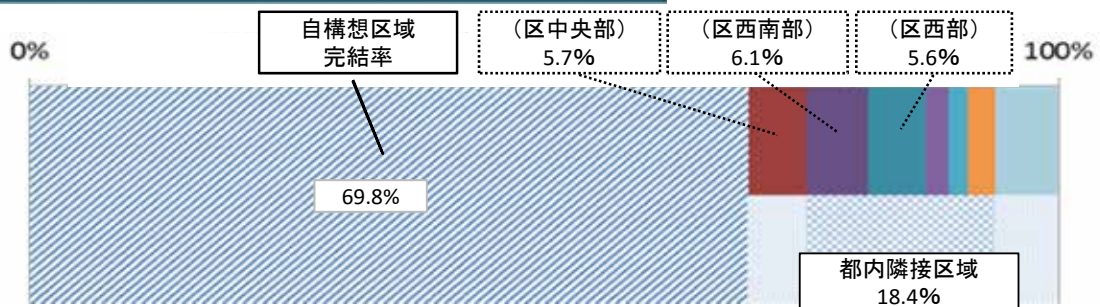 自構想区域
完結率
（区中央部）
5.7%
（区西南部）
6.1%
（区西部）
5.6%
0%
100%
69.8%
都内隣接区域
18.4%